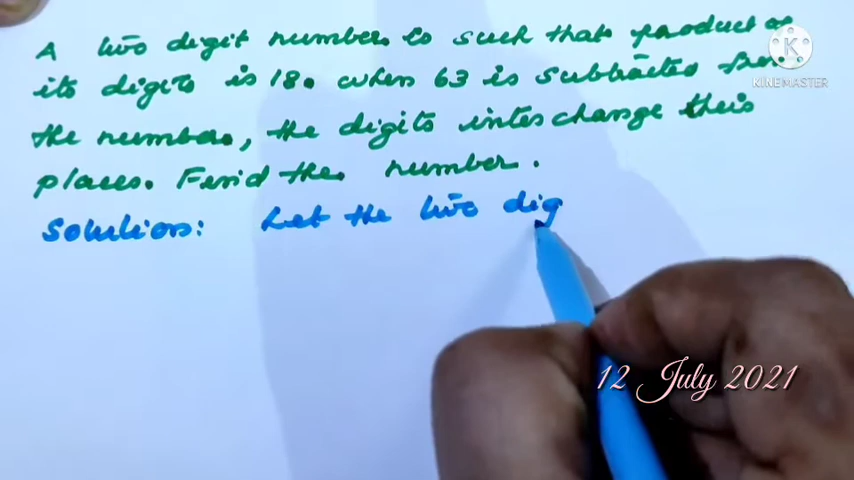 A two digit number is such that product of
its digits is 18. when 63 is subtracted from
the number, the digits interchange their
places. Find the number.
Solution: Let the two dig
K
KINEMASTER
12 July 2021